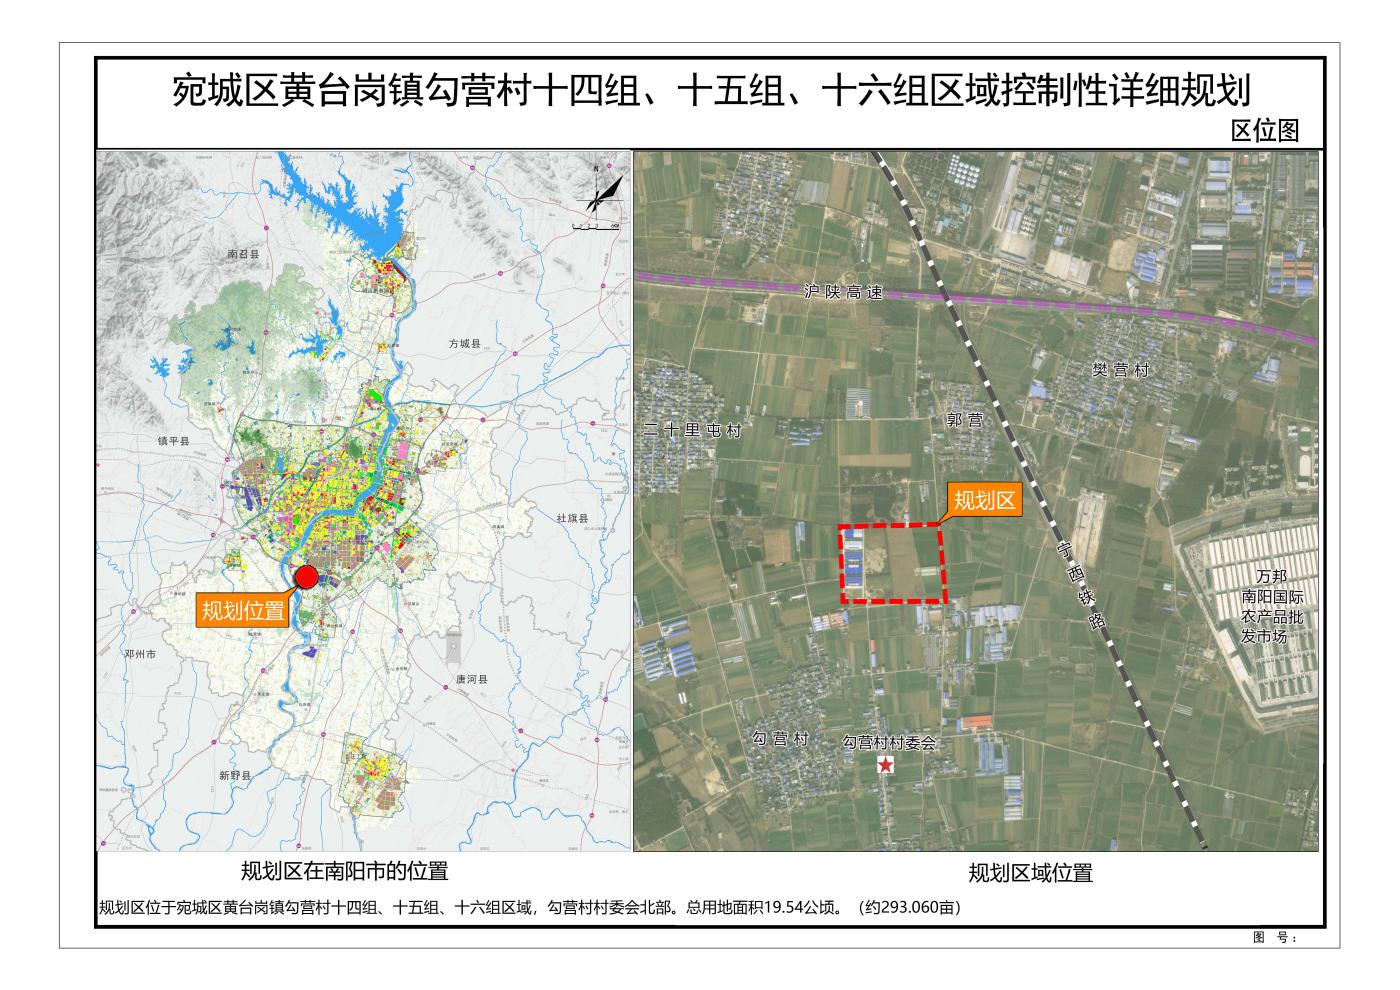 宛城区黄台岗镇勾营村十四组、十五组、十六组区域控制性详细规划
区位图
N
南召县
方城县
镇平县
社旗县
规划位置
邓州市
唐河县
新野县
沪陕高速
樊营村
郭营
二十里屯村
规划区
宁西铁路
万邦
南阳国际
农产品批
发市场
勾营村
勾营村村委会
规划区在南阳市的位置
规划区域位置
规划区位于宛城区黄台岗镇勾营村十四组、十五组、十六组区域，勾营村村委会北部。总用地面积19.54公顷。（约293.060亩）
图 号：